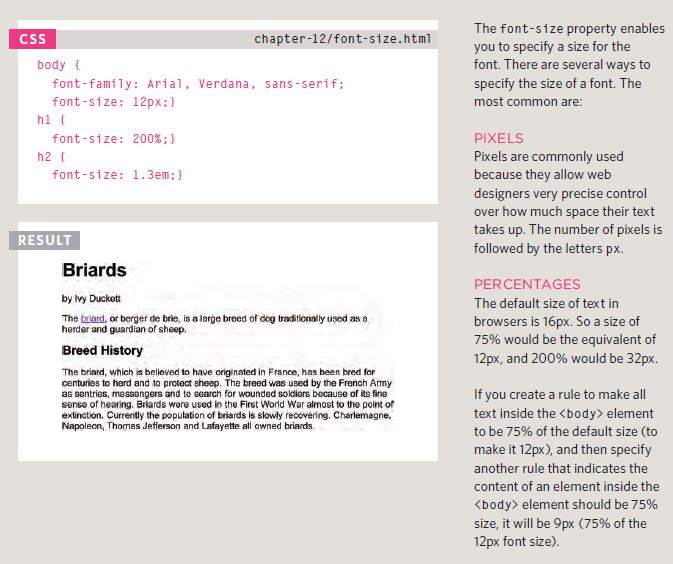 CSS
chapter-12/font-size.html
body {
font-family: Arial, Verdana, sans-serif;
font-size: 12px;}
h1 {
font-size: 200%;}
h2 {
font-size: 1.3em;}
RESULT
Briards
by Ivy Duckett
The briard, or berger de brie, is a large breed of dog traditionally used as a
herder and guardian of sheep.
Breed History
The briard, which is believed to have originated in France, has been bred for
centuries to herd and to protect sheep. The breed was used by the French Army
as sentries, messengers and to search for wounded soldiers because of its fine
sense of hearing. Briards were used in the First World War almost to the point of
extinction. Currently the population of briards is slowly recovering. Charlemagne,
Napoleon, Thomas Jefferson and Lafayette all owned briards.
The font-size property enables
you to specify a size for the
font. There are several ways to
specify the size of a font. The
most common are:
PIXELS
Pixels are commonly used
because they allow web
designers very precise control
over how much space their text
takes up. The number of pixels is
followed by the letters px.
PERCENTAGES
The default size of text in
browsers is 16px. So a size of
75% would be the equivalent of
12px, and 200% would be 32px.
If you create a rule to make all
text inside the <body> element
to be 75% of the default size (to
make it 12px), and then specify
another rule that indicates the
content of an element inside the
<body> element should be 75%
size, it will be 9px (75% of the
12px font size).